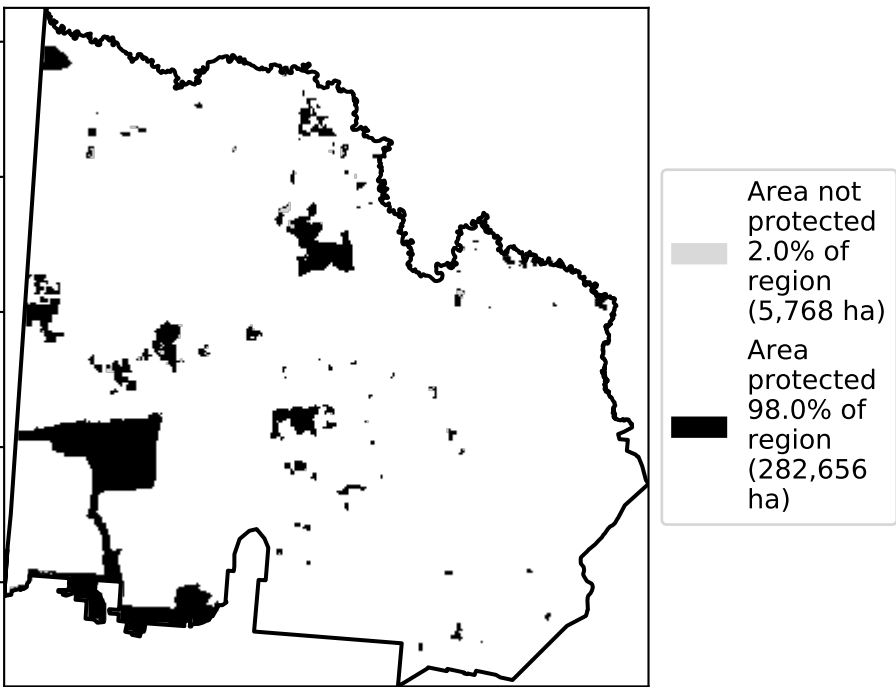 Area not
protected
2.0% of
region
(5,768 ha)
Area
protected
98.0% of
region
(282,656
ha)